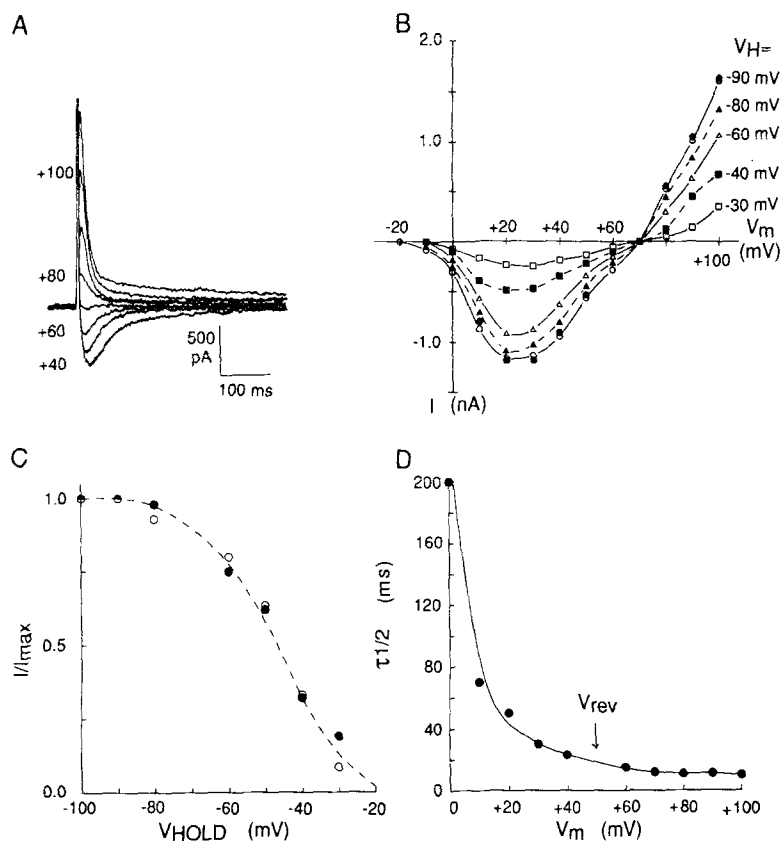 A
+100
+80
+60
+40
500
pA
100 ms
B
2.0
1.0
-1.0
I (nA)
-20
+20
+40
+60
+100
Vm
(mV)
VH=
-90 mV
-80 mV
-60 mV
-40 mV
-30 mV
C
1.0
0.5
0.0
I/Imax
-100
-80
-60
-40
-20
VHOLD (mV)
D
200
160
120
80
40
0
τ1/2 (ms)
Vrev
0
+20
+40
+60
+80
+100
Vm (mV)